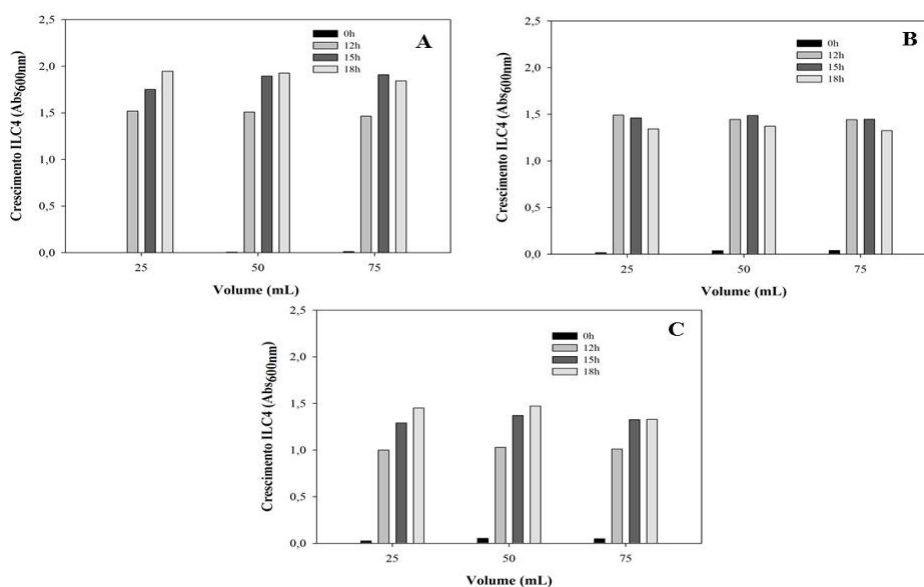 A
2,5
2,0
1,5
1,0
0,5
0,0
Crescimento ILC4 (Abs600nm)
0h
12h
15h
18h
25 50 75
Volume (mL)
B
2,5
2,0
1,5
1,0
0,5
0,0
Crescimento ILC4 (Abs600nm)
0h
12h
15h
18h
25 50 75
Volume (mL)
C
2,5
2,0
1,5
1,0
0,5
0,0
Crescimento ILC4 (Abs600nm)
0h
12h
15h
18h
25 50 75
Volume (mL)